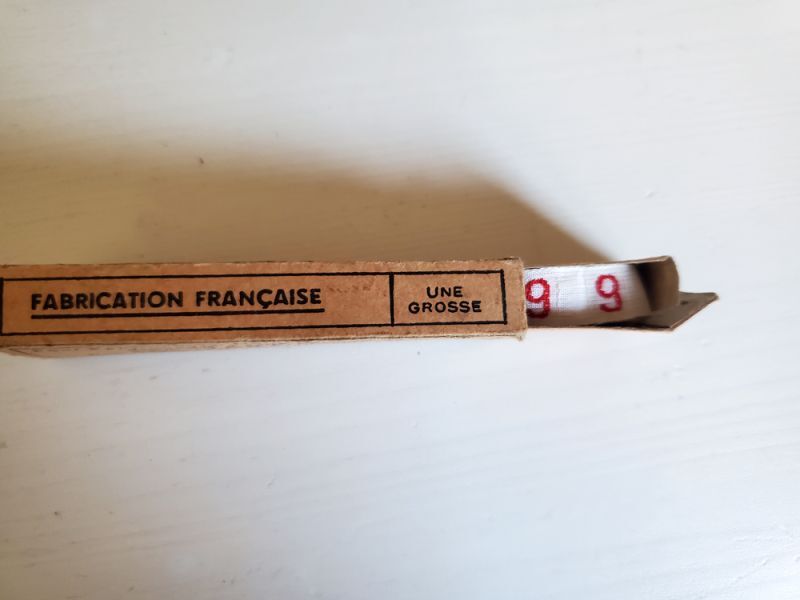 FABRICATION FRANÇAISE
UNE
GROSSE
9 9